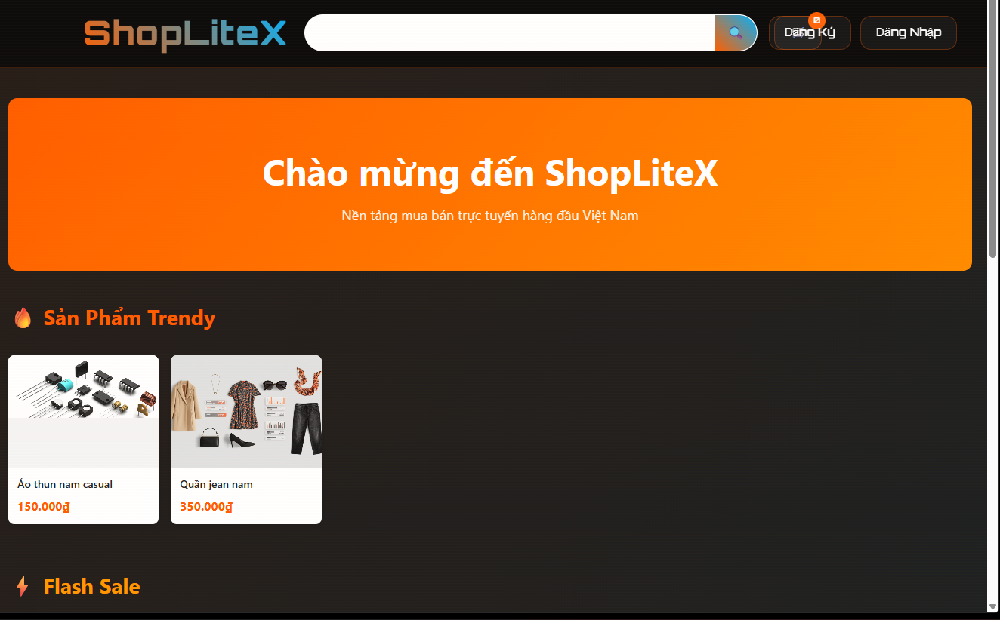 ShopLiteX
0
Đăng Ký
Đăng Nhập
Chào mừng đến ShopLiteX
Nền tảng mua bán trực tuyến hàng đầu Việt Nam
Sản Phẩm Trendy
Áo thun nam casual
Quần jean nam
150.000₫
350.000₫
Flash Sale